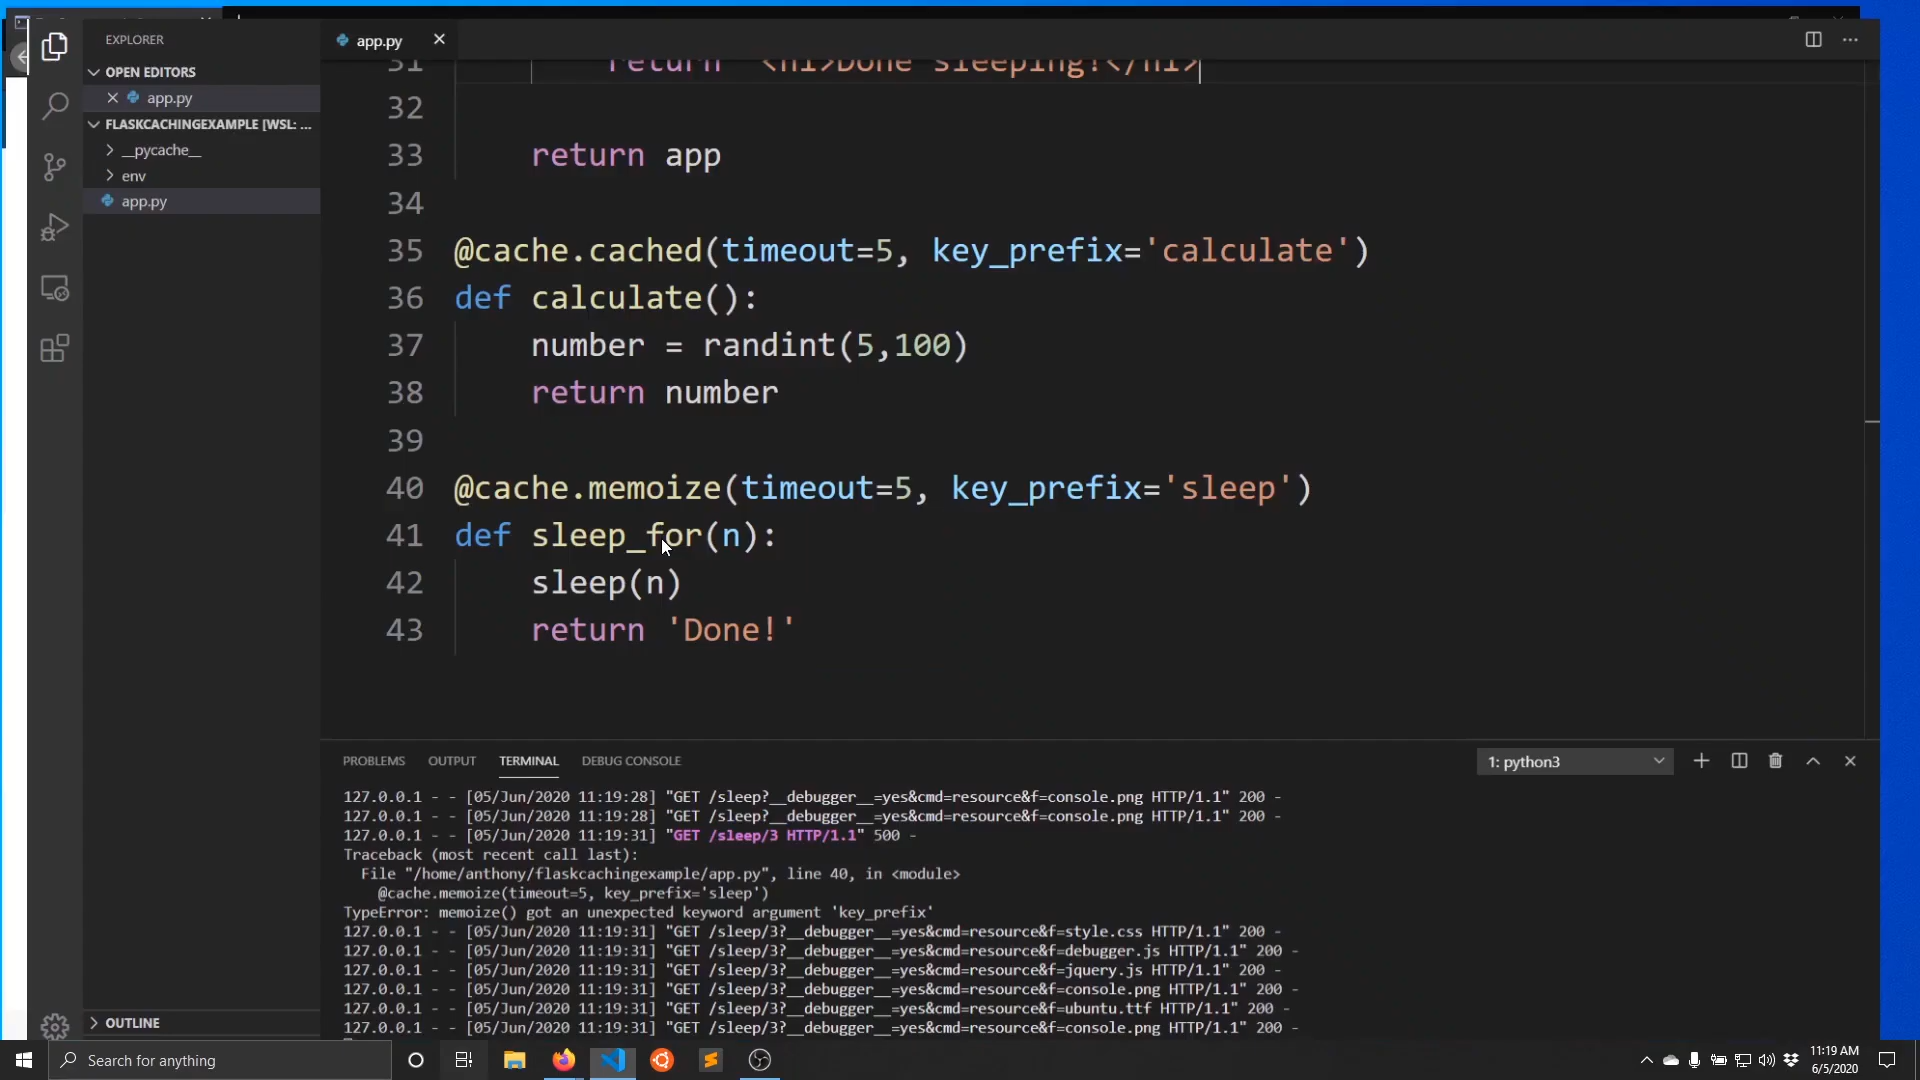 EXPLORER
OPEN EDITORS
app.py
FLASKCACHINGEXAMPLE [WSL: ...
__pycache__
env
app.py
OUTLINE
app.py
31 return '<h1>Done sleeping!</h1>
32
33 return app
34
35 @cache.cached(timeout=5, key_prefix='calculate')
36 def calculate():
37 number = randint(5,100)
38 return number
39
40 @cache.memoize(timeout=5, key_prefix='sleep')
41 def sleep_for(n):
42 sleep(n)
43 return 'Done!'
PROBLEMS OUTPUT TERMINAL DEBUG CONSOLE
1: python3
127.0.0.1 - - [05/Jun/2020 11:19:28] "GET /sleep?__debugger__=yes&cmd=resource&f=console.png HTTP/1.1" 200 -
127.0.0.1 - - [05/Jun/2020 11:19:28] "GET /sleep?__debugger__=yes&cmd=resource&f=console.png HTTP/1.1" 200 -
127.0.0.1 - - [05/Jun/2020 11:19:31] "GET /sleep/3 HTTP/1.1" 500 -
Traceback (most recent call last):
File "/home/anthony/flaskcachingexample/app.py", line 40, in <module>
@cache.memoize(timeout=5, key_prefix='sleep')
TypeError: memoize() got an unexpected keyword argument 'key_prefix'
127.0.0.1 - - [05/Jun/2020 11:19:31] "GET /sleep/3?__debugger__=yes&cmd=resource&f=style.css HTTP/1.1" 200 -
127.0.0.1 - - [05/Jun/2020 11:19:31] "GET /sleep/3?__debugger__=yes&cmd=resource&f=debugger.js HTTP/1.1" 200 -
127.0.0.1 - - [05/Jun/2020 11:19:31] "GET /sleep/3?__debugger__=yes&cmd=resource&f=jquery.js HTTP/1.1" 200 -
127.0.0.1 - - [05/Jun/2020 11:19:31] "GET /sleep/3?__debugger__=yes&cmd=resource&f=console.png HTTP/1.1" 200 -
127.0.0.1 - - [05/Jun/2020 11:19:31] "GET /sleep/3?__debugger__=yes&cmd=resource&f=ubuntu.ttf HTTP/1.1" 200 -
127.0.0.1 - - [05/Jun/2020 11:19:31] "GET /sleep/3?__debugger__=yes&cmd=resource&f=console.png HTTP/1.1" 200 -
Search for anything
11:19 AM
6/5/2020